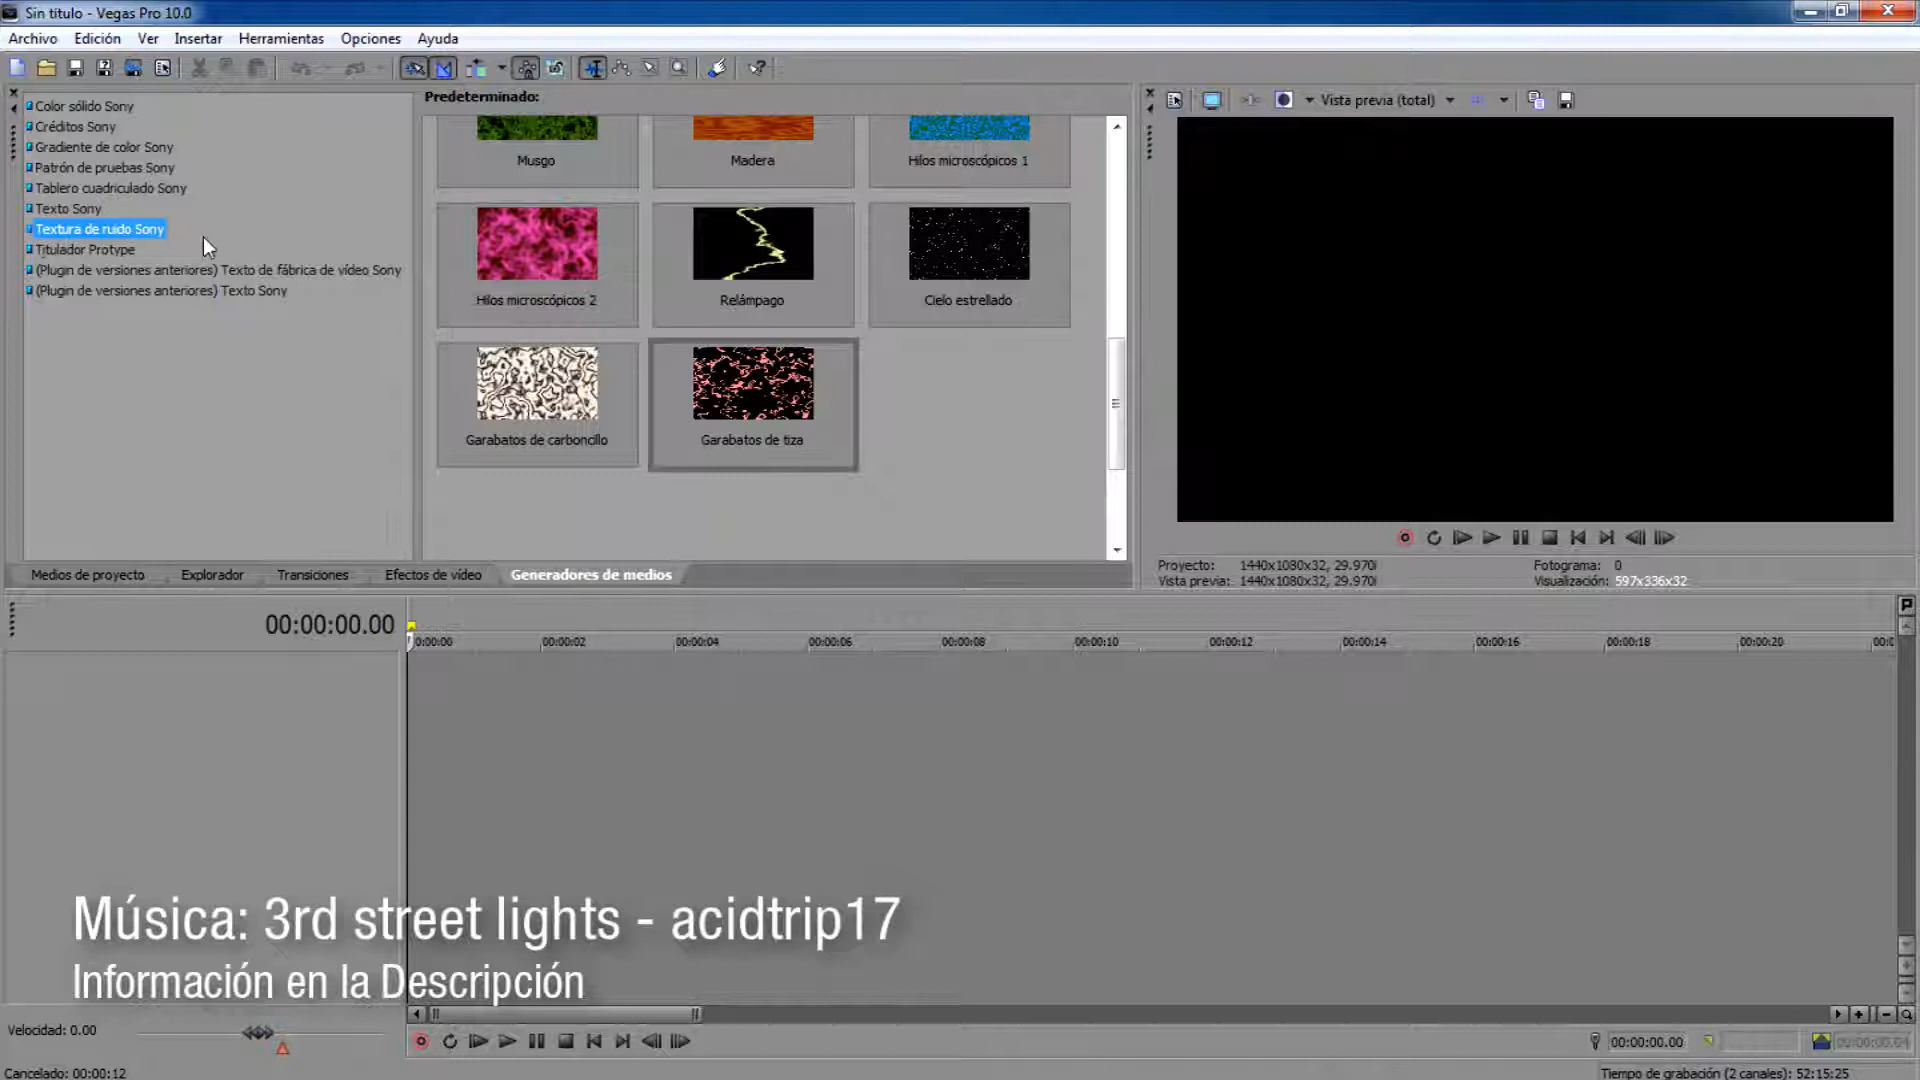 Sin título - Vegas Pro 10.0
Archivo Edición Ver Insertar Herramientas Opciones Ayuda
Color sólido Sony
Créditos Sony
Gradiente de color Sony
Patrón de pruebas Sony
Tablero cuadriculado Sony
Texto Sony
Textura de ruido Sony
Titulador Protype
(Plugin de versiones anteriores) Texto de fábrica de vídeo Sony
(Plugin de versiones anteriores) Texto Sony
Predeterminado:
Musgo Madera Hilos microscópicos 1
Hilos microscópicos 2 Relámpago Cielo estrellado
Garabatos de carboncillo Garabatos de tiza
Vista previa (total)
Medios de proyecto Explorador Transiciones Efectos de vídeo Generadores de medios
Proyecto: 1440x1080x32, 29.970i Fotograma: 0
Vista previa: 1440x1080x32, 29.970i Visualización: 597x336x32
00:00:00.00
0:00:00 00:00:02 00:00:04 00:00:06 00:00:08 00:00:10 00:00:12 00:00:14 00:00:16 00:00:18 00:00:20
P
Música: 3rd street lights - acidtrip17
Información en la Descripción
Velocidad: 0.00
00:00:00.00
Cancelado: 00:00:12
Tiempo de grabación (2 canales): 52:15:25